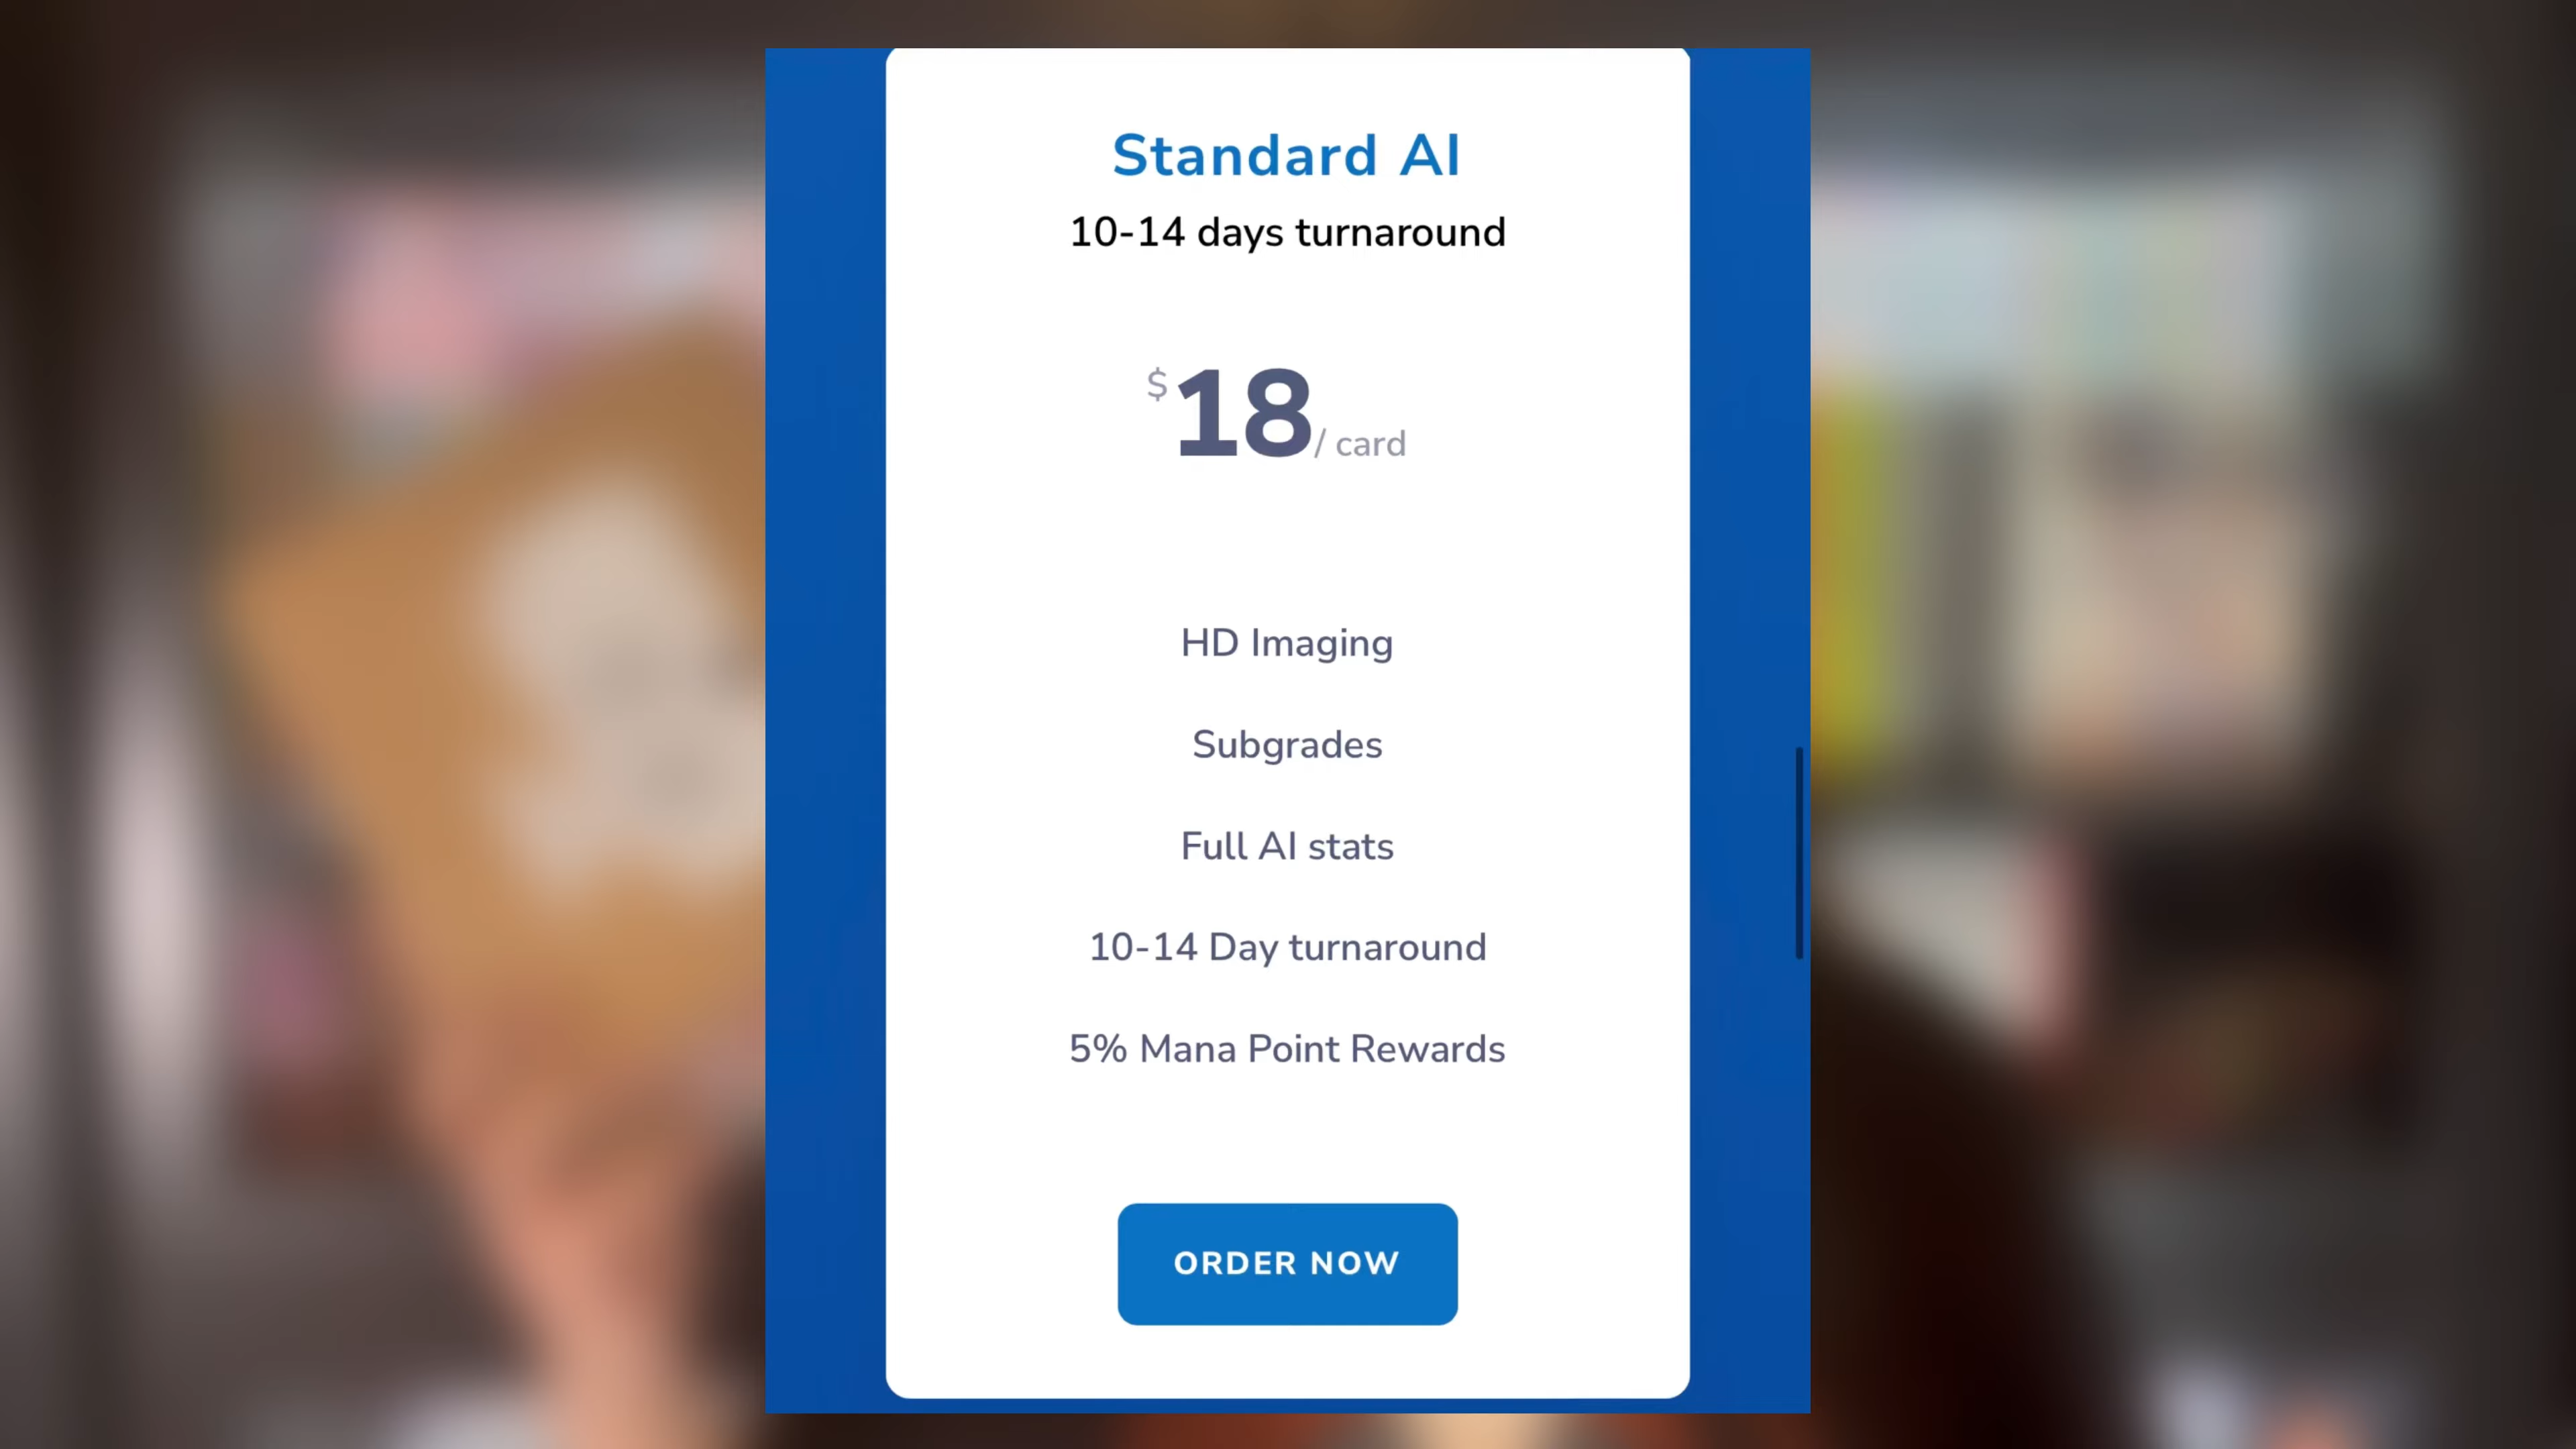 Standard AI
10-14 days turnaround
$18/ card
HD Imaging
Subgrades
Full AI stats
10-14 Day turnaround
5% Mana Point Rewards
ORDER NOW